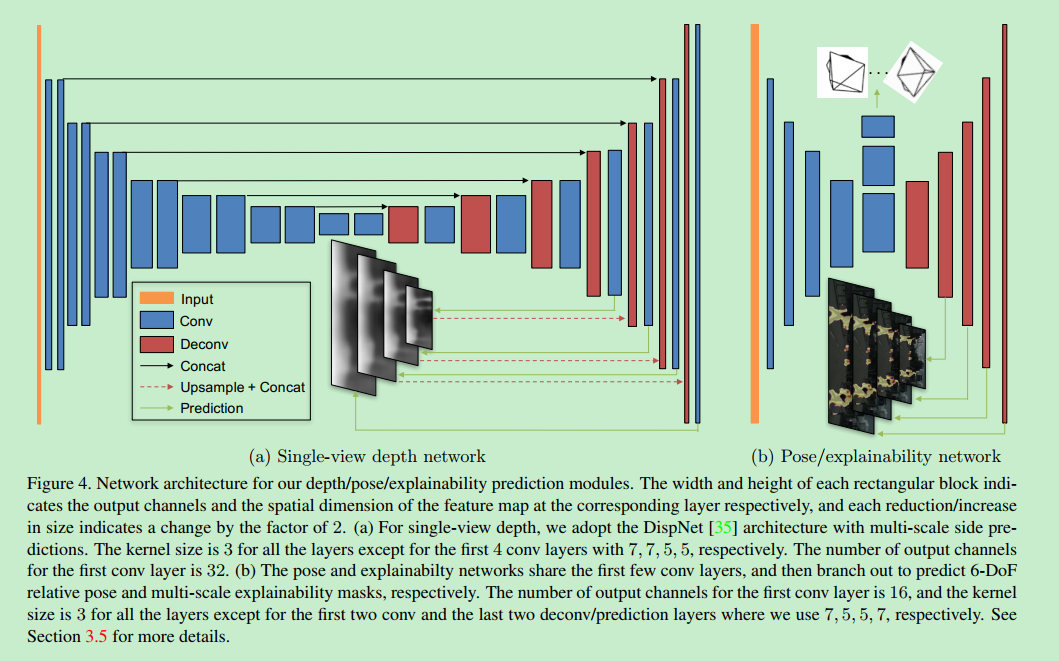 Input
Conv
Deconv
Concat
Upsample + Concat
Prediction
...
(a) Single-view depth network
(b) Pose/explainability network
Figure 4. Network architecture for our depth/pose/explainability prediction modules. The width and height of each rectangular block indi-
cates the output channels and the spatial dimension of the feature map at the corresponding layer respectively, and each reduction/increase
in size indicates a change by the factor of 2. (a) For single-view depth, we adopt the DispNet [35] architecture with multi-scale side pre-
dictions. The kernel size is 3 for all the layers except for the first 4 conv layers with 7, 7, 5, 5, respectively. The number of output channels
for the first conv layer is 32. (b) The pose and explainabilty networks share the first few conv layers, and then branch out to predict 6-DoF
relative pose and multi-scale explainability masks, respectively. The number of output channels for the first conv layer is 16, and the kernel
size is 3 for all the layers except for the first two conv and the last two deconv/prediction layers where we use 7, 5, 5, 7, respectively. See
Section 3.5 for more details.